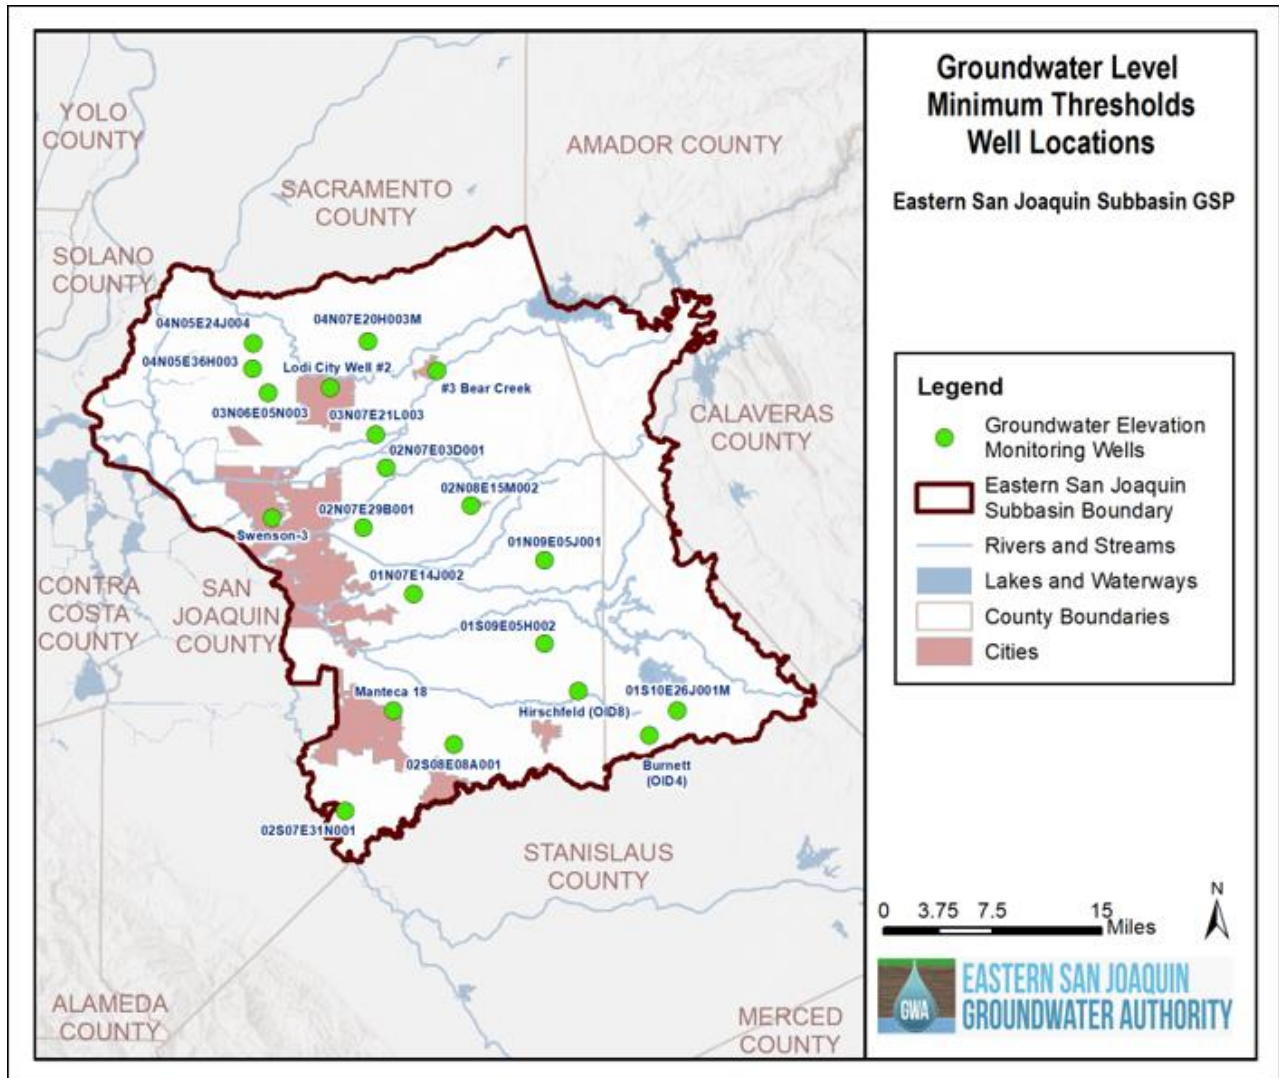 Groundwater Level
Minimum Thresholds
Well Locations
Eastern San Joaquin Subbasin GSP
YOLO
COUNTY
AMADOR COUNTY
SACRAMENTO
COUNTY
SOLANO
COUNTY
04N05E24J004
04N07E20H003M
04N05E36H003
Lodi City Well #2
#3 Bear Creek
03N06E05N003
03N07E21L003
CALAVERAS
COUNTY
02N07E03D001
02N08E15M002
02N07E29B001
Swenson-3
01N09E05J001
01N07E14J002
CONTRA
COSTA
COUNTY
SAN
JOAQUIN
COUNTY
01S09E05H002
Manteca 18
01S10E26J001M
Hirschfeld (OID8)
02S08E08A001
Burnett
(OID4)
02S07E31N001
STANISLAUS
COUNTY
ALAMEDA
COUNTY
MERCED
COUNTY
Legend
Groundwater Elevation
Monitoring Wells
Eastern San Joaquin
Subbasin Boundary
Rivers and Streams
Lakes and Waterways
County Boundaries
Cities
N
0 3.75 7.5 15
Miles
GWA
EASTERN SAN JOAQUIN
GROUNDWATER AUTHORITY